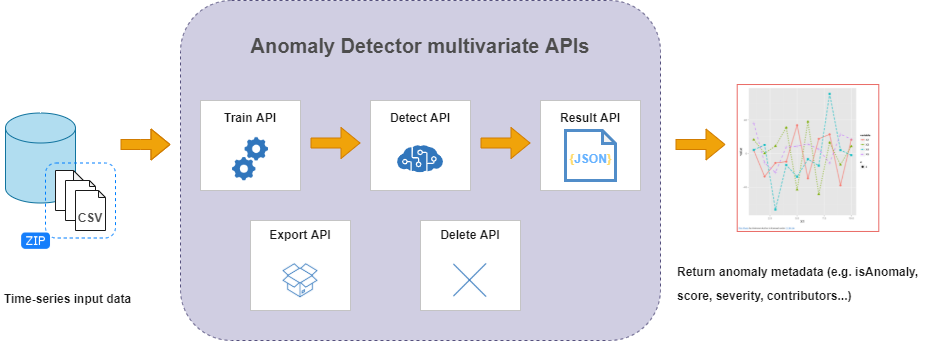 Anomaly Detector multivariate APIs
Train API
Detect API
Result API
{JSON}
CSV
ZIP
Export API
Delete API
Time-series input data
Return anomaly metadata (e.g. isAnomaly,
score, severity, contributors...)